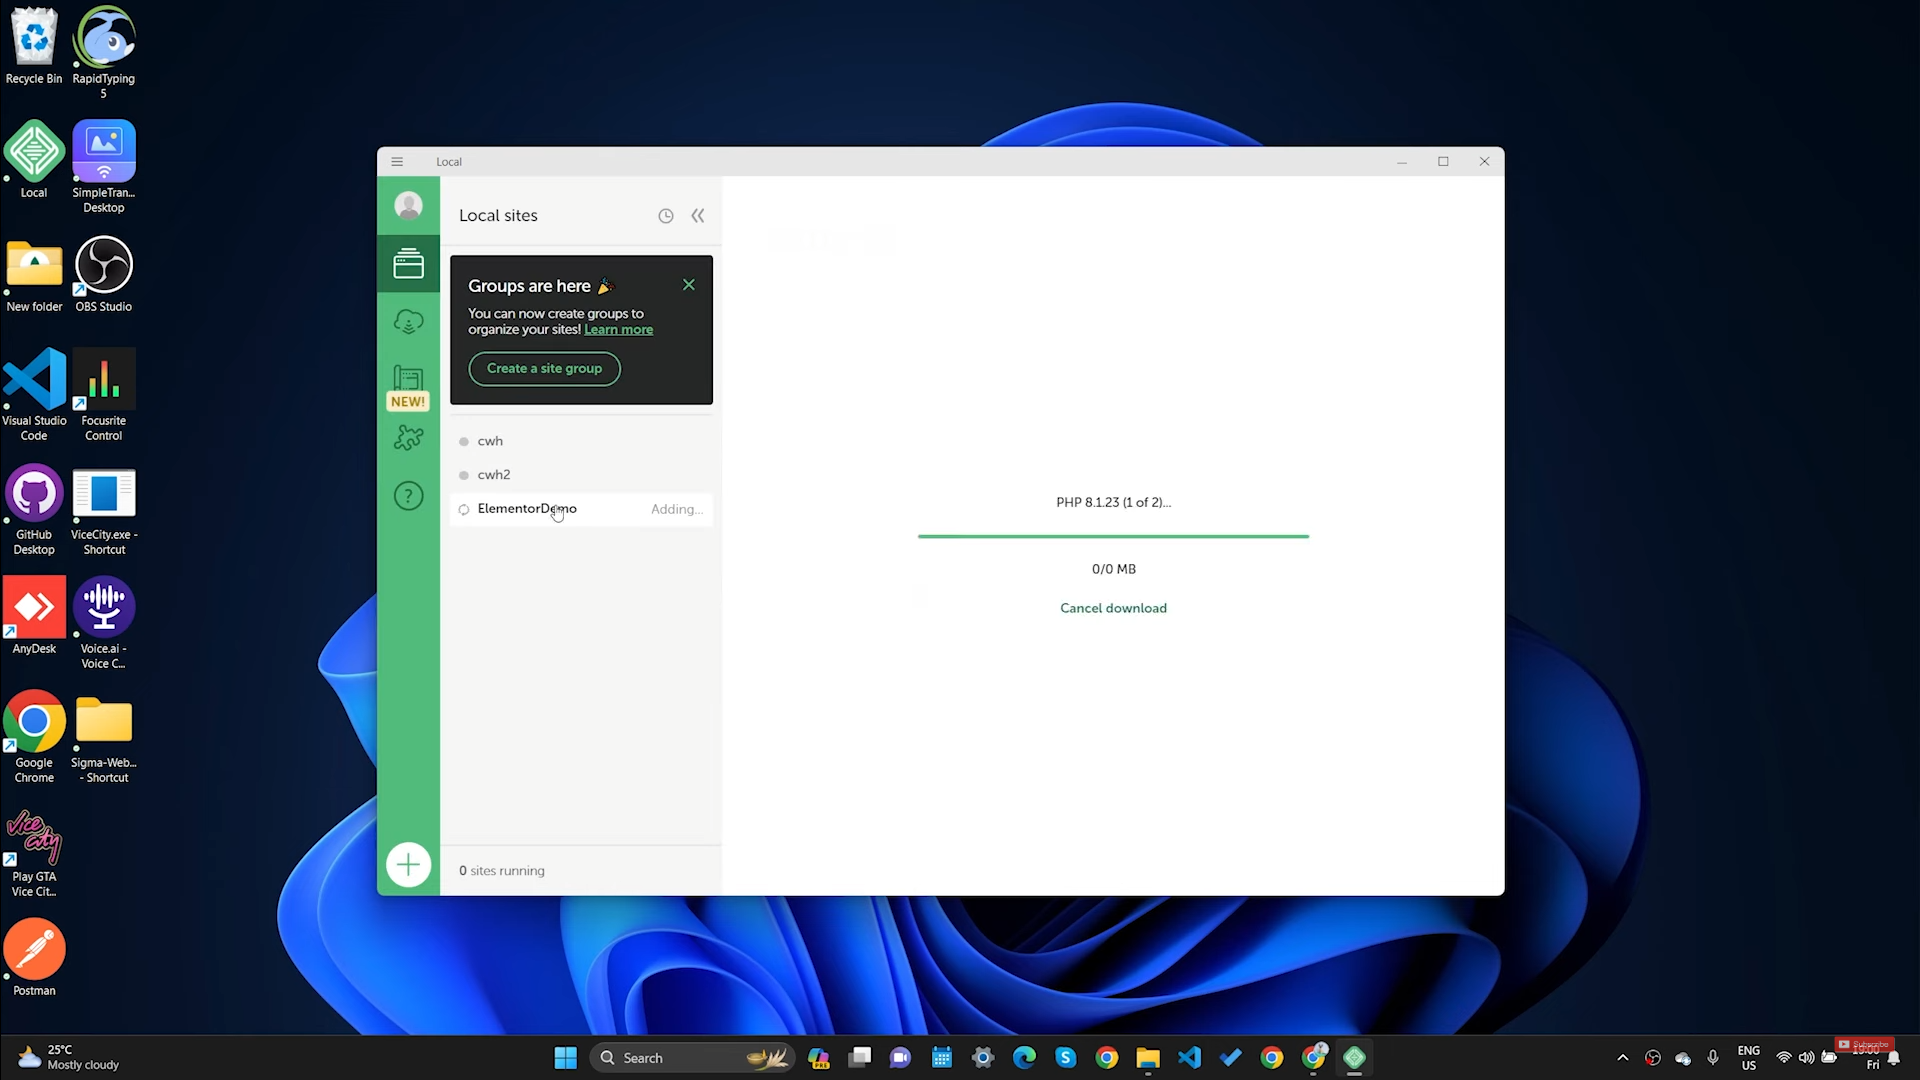 Recycle Bin
RapidTyping
5
Local
SimpleTran...
Desktop
New folder
OBS Studio
Visual Studio
Code
Focusrite
Control
GitHub
Desktop
ViceCity.exe -
Shortcut
AnyDesk
Voice.ai -
Voice C...
Google
Chrome
Sigma-Web...
- Shortcut
Vice City
Play GTA
Vice Cit...
Postman
Local
Local sites
Groups are here
You can now create groups to
organize your sites! Learn more
Create a site group
NEW!
cwh
cwh2
ElementorDemo
Adding...
0 sites running
PHP 8.1.23 (1 of 2)...
0/0 MB
Cancel download
25°C
Mostly cloudy
Search
PRE
ENG
US
Subscribe
Fri